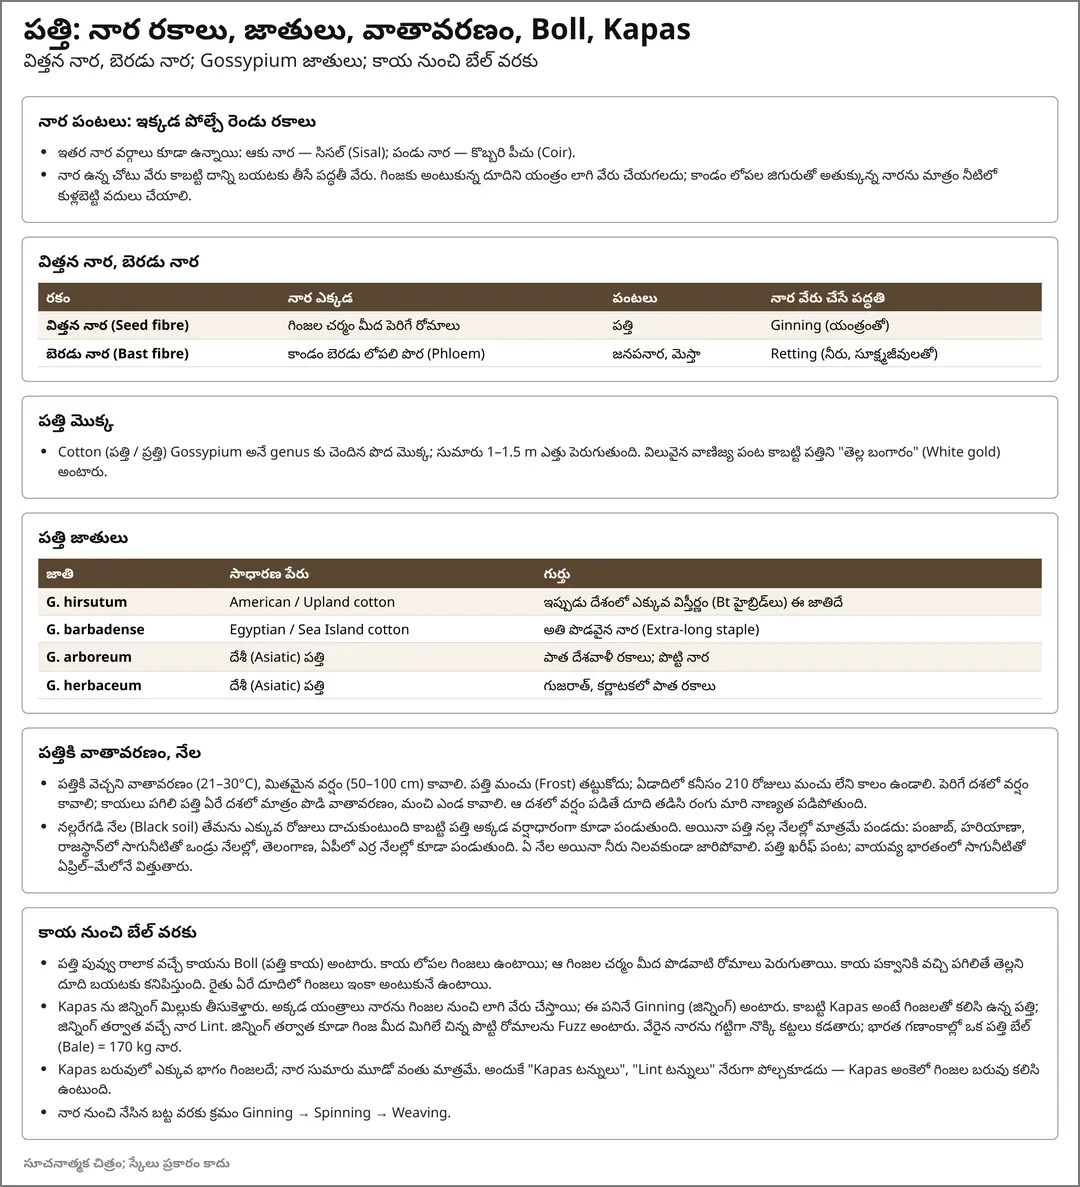 పత్తి: నార రకాలు, జాతులు, వాతావరణం, Boll, Kapas
విత్తన నార, బెరడు నార; Gossypium జాతులు; కాయ నుంచి బేల్ వరకు
నార పంటలు: ఇక్కడ పోల్చే రెండు రకాలు
• ఇతర నార వర్గాలు కూడా ఉన్నాయి: ఆకు నార — సిసల్ (Sisal); పండు నార — కొబ్బరి పీచు (Coir).
• నార ఉన్న చోటు వేరు కాబట్టి దాన్ని బయటకు తీసే పద్ధతీ వేరు. గింజకు అంటుకున్న దూదిని యంత్రం లాగి వేరు చేయగలదు; కాండం లోపల జిగురుతో అతుక్కున్న నారను మాత్రం నీటిలో
కుళ్లబెట్టి వదులు చేయాలి.
విత్తన నార, బెరడు నార
రకం నార ఎక్కడ పంటలు నార వేరు చేసే పద్ధతి
విత్తన నార (Seed fibre) గింజల చర్మం మీద పెరిగే రోమాలు పత్తి Ginning (యంత్రంతో)
బెరడు నార (Bast fibre) కాండం బెరడు లోపలి పొర (Phloem) జనపనార, మెస్తా Retting (నీరు, సూక్ష్మజీవులతో)
పత్తి మొక్క
• Cotton (పత్తి / ప్రత్తి) Gossypium అనే genus కు చెందిన పొద మొక్క; సుమారు 1–1.5 m ఎత్తు పెరుగుతుంది. విలువైన వాణిజ్య పంట కాబట్టి పత్తిని "తెల్ల బంగారం" (White gold)
అంటారు.
పత్తి జాతులు
జాతి సాధారణ పేరు గుర్తు
G. hirsutum American / Upland cotton ఇప్పుడు దేశంలో ఎక్కువ విస్తీర్ణం (Bt హైబ్రిడ్‌లు) ఈ జాతిదే
G. barbadense Egyptian / Sea Island cotton అతి పొడవైన నార (Extra-long staple)
G. arboreum దేశీ (Asiatic) పత్తి పాత దేశవాళీ రకాలు; పొట్టి నార
G. herbaceum దేశీ (Asiatic) పత్తి గుజరాత్, కర్ణాటకలో పాత రకాలు
పత్తికి వాతావరణం, నేల
• పత్తికి వెచ్చని వాతావరణం (21–30°C), మితమైన వర్షం (50–100 cm) కావాలి. పత్తి మంచు (Frost) తట్టుకోదు; ఏడాదిలో కనీసం 210 రోజులు మంచు లేని కాలం ఉండాలి. పెరిగే దశలో వర్షం
కావాలి; కాయలు పగిలి పత్తి ఏరే దశలో మాత్రం పొడి వాతావరణం, మంచి ఎండ కావాలి. ఆ దశలో వర్షం పడితే దూది తడిసి రంగు మారి నాణ్యత పడిపోతుంది.
• నల్లరేగడి నేల (Black soil) తేమను ఎక్కువ రోజులు దాచుకుంటుంది కాబట్టి పత్తి అక్కడ వర్షాధారంగా కూడా పండుతుంది. అయినా పత్తి నల్ల నేలల్లో మాత్రమే పండదు: పంజాబ్, హరియాణా,
రాజస్థాన్‌లో సాగునీటితో ఒండ్రు నేలల్లో, తెలంగాణ, ఏపీలో ఎర్ర నేలల్లో కూడా పండుతుంది. ఏ నేల అయినా నీరు నిలవకుండా జారిపోవాలి. పత్తి ఖరీఫ్ పంట; వాయవ్య భారతంలో సాగునీటితో
ఏప్రిల్–మేలోనే విత్తుతారు.
కాయ నుంచి బేల్ వరకు
• పత్తి పువ్వు రాలాక వచ్చే కాయను Boll (పత్తి కాయ) అంటారు. కాయ లోపల గింజలు ఉంటాయి; ఆ గింజల చర్మం మీద పొడవాటి రోమాలు పెరుగుతాయి. కాయ పక్వానికి వచ్చి పగిలితే తెల్లని
దూది బయటకు కనిపిస్తుంది. రైతు ఏరే దూదిలో గింజలు ఇంకా అంటుకునే ఉంటాయి.
• Kapas ను జిన్నింగ్ మిల్లుకు తీసుకెళ్తారు. అక్కడ యంత్రాలు నారను గింజల నుంచి లాగి వేరు చేస్తాయి; ఈ పనినే Ginning (జిన్నింగ్) అంటారు. కాబట్టి Kapas అంటే గింజలతో కలిసి ఉన్న పత్తి;
జిన్నింగ్ తర్వాత వచ్చే నార Lint. జిన్నింగ్ తర్వాత కూడా గింజ మీద మిగిలే చిన్న పొట్టి రోమాలను Fuzz అంటారు. వేరైన నారను గట్టిగా నొక్కి కట్టలు కడతారు; భారత గణాంకాల్లో ఒక పత్తి బేల్
(Bale) = 170 kg నార.
• Kapas బరువులో ఎక్కువ భాగం గింజలదే; నార సుమారు మూడో వంతు మాత్రమే. అందుకే "Kapas టన్నులు", "Lint టన్నులు" నేరుగా పోల్చకూడదు — Kapas అంకెలో గింజల బరువు కలిసి
ఉంటుంది.
• నార నుంచి నేసిన బట్ట వరకు క్రమం Ginning → Spinning → Weaving.
సూచనాత్మక చిత్రం; స్కేలు ప్రకారం కాదు